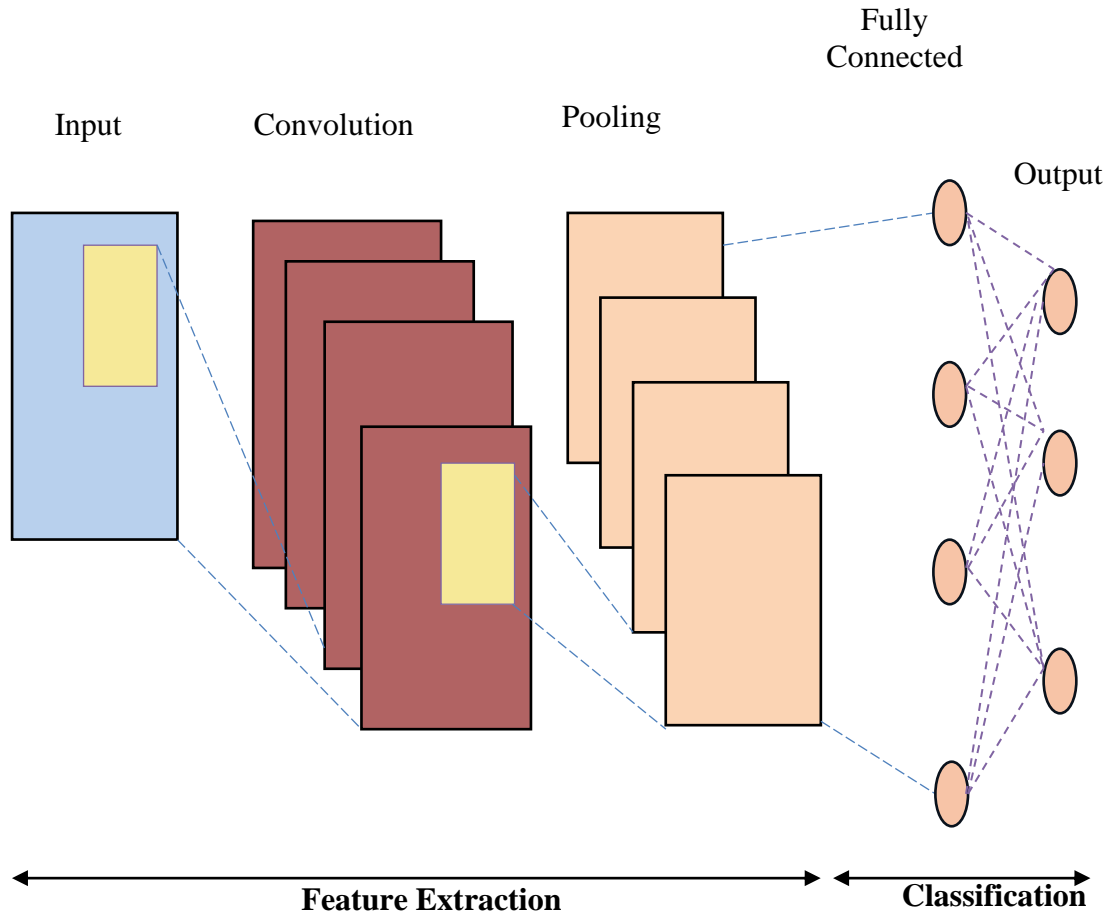 Fully
Connected
Input
Convolution
Pooling
Output
Feature Extraction
Classification